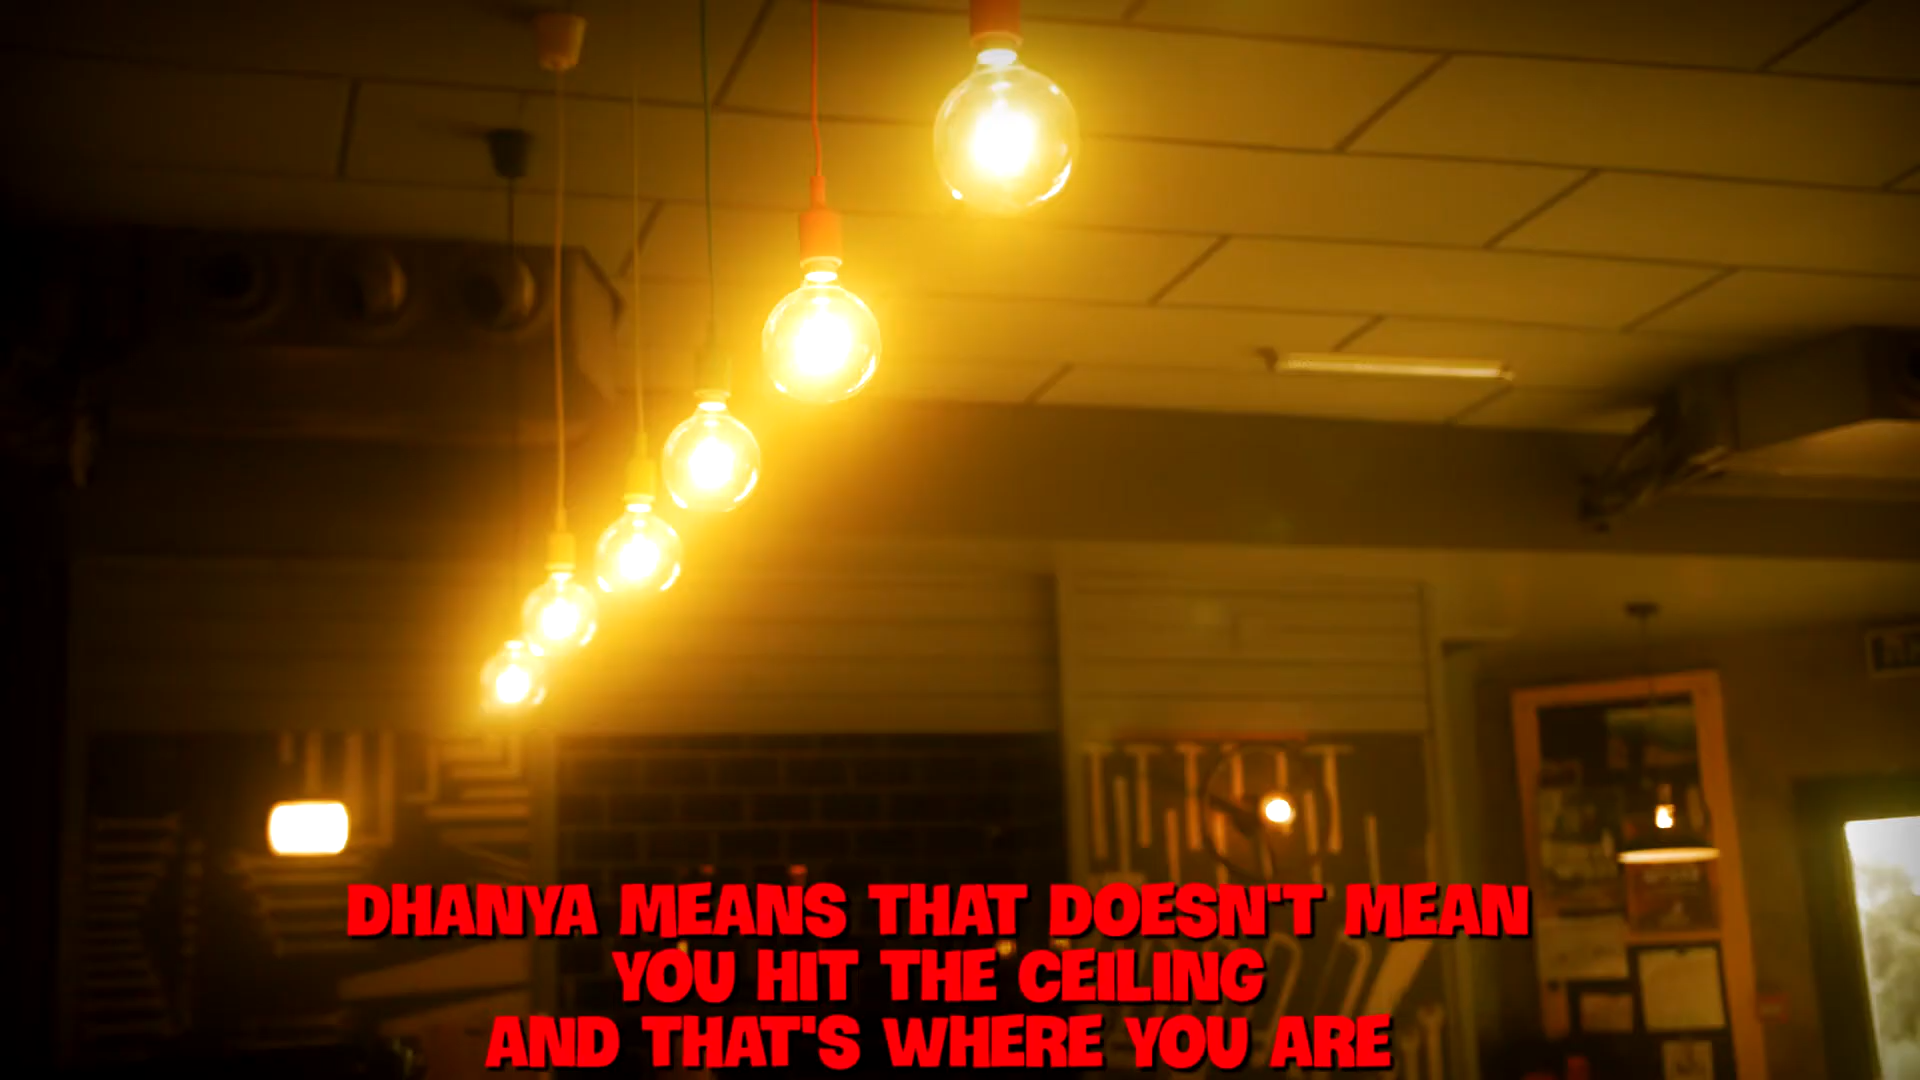 DHANYA MEANS THAT DOESN'T MEAN
YOU HIT THE CEILING
AND THAT'S WHERE YOU ARE